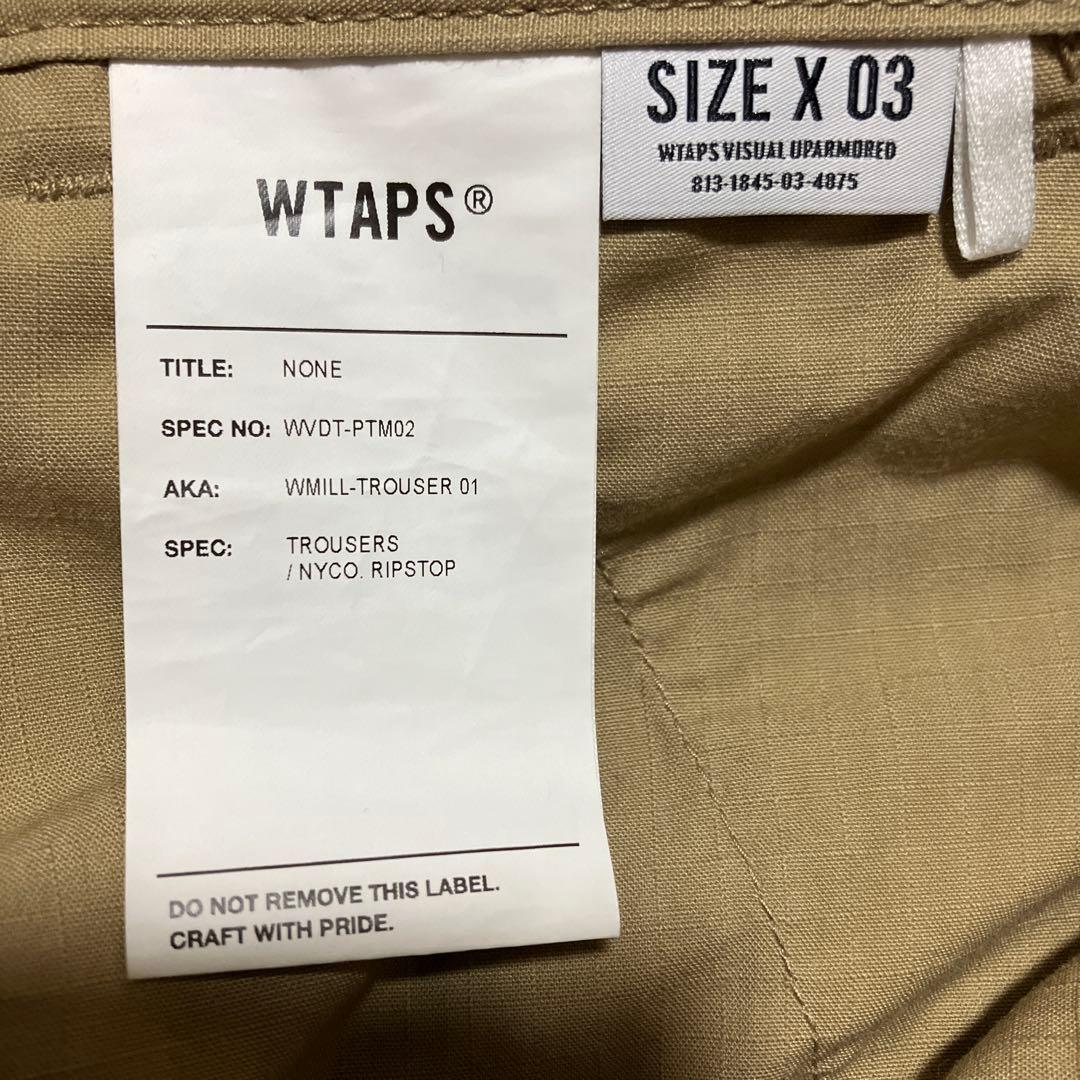 WTAPS®
TITLE: NONE
SPEC NO: WVDT-PTM02
AKA: WMILL-TROUSER 01
SPEC: TROUSERS
/ NYCO. RIPSTOP
DO NOT REMOVE THIS LABEL.
CRAFT WITH PRIDE.
SIZE X 03
WTAPS VISUAL UPARMORED
813-1845-03-4875